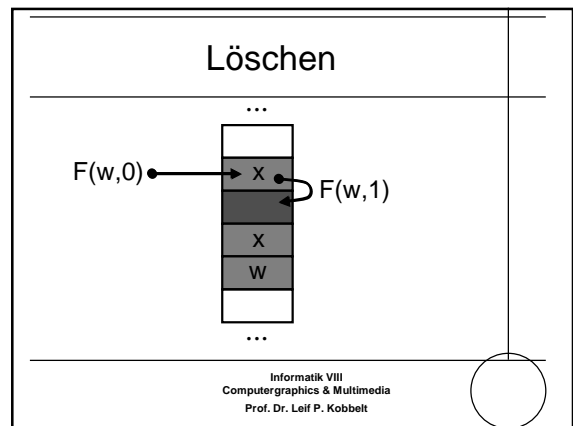 Löschen
...
F(w,0)
x
F(w,1)
x
w
...
Informatik VIII
Computergraphics & Multimedia
Prof. Dr. Leif P. Kobbelt